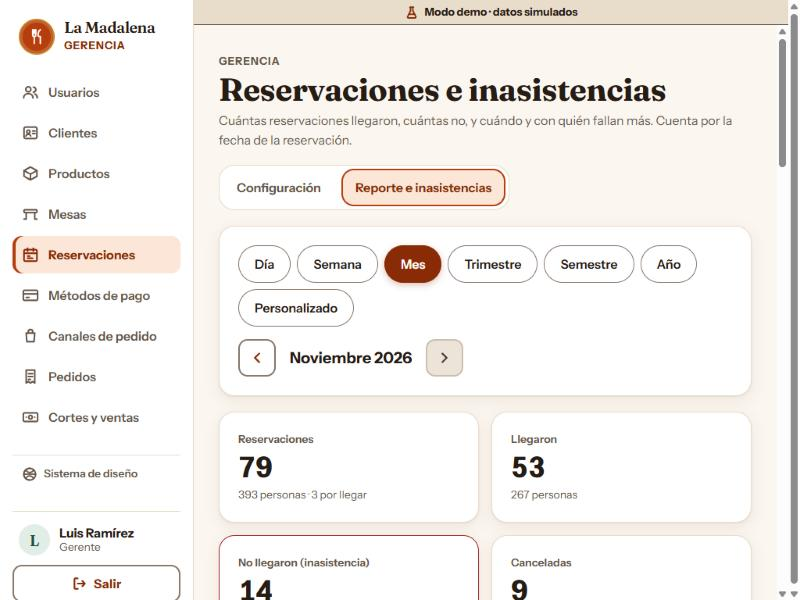 La Madalena
GERENCIA
Usuarios
Clientes
Productos
Mesas
Reservaciones
Métodos de pago
Canales de pedido
Pedidos
Cortes y ventas
Sistema de diseño
L
Luis Ramírez
Gerente
Salir
Modo demo · datos simulados
GERENCIA
Reservaciones e inasistencias
Cuántas reservaciones llegaron, cuántas no, y cuándo y con quién fallan más. Cuenta por la
fecha de la reservación.
Configuración
Reporte e inasistencias
Día
Semana
Mes
Trimestre
Semestre
Año
Personalizado
Noviembre 2026
Reservaciones
79
393 personas · 3 por llegar
Llegaron
53
267 personas
No llegaron (inasistencia)
14
Canceladas
9